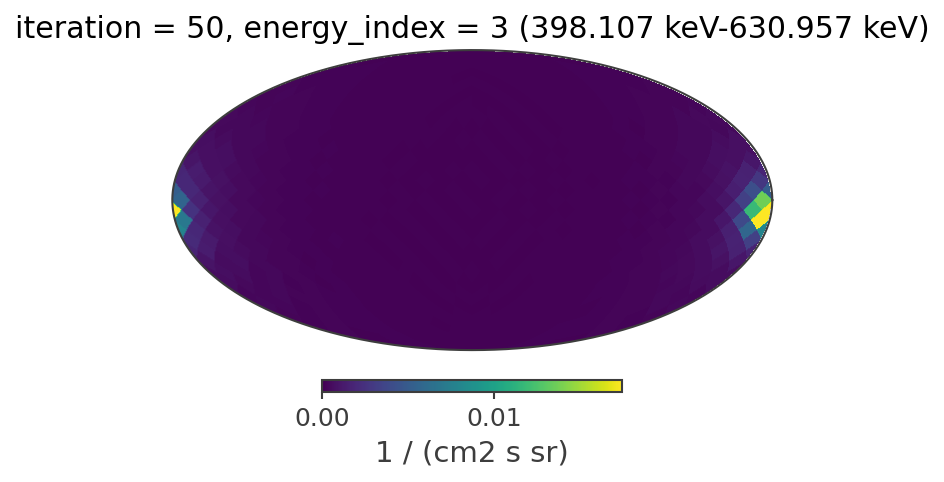 iteration = 50, energy_index = 3 (398.107 keV-630.957 keV)
0.00 0.01
1 / (cm2 s sr)